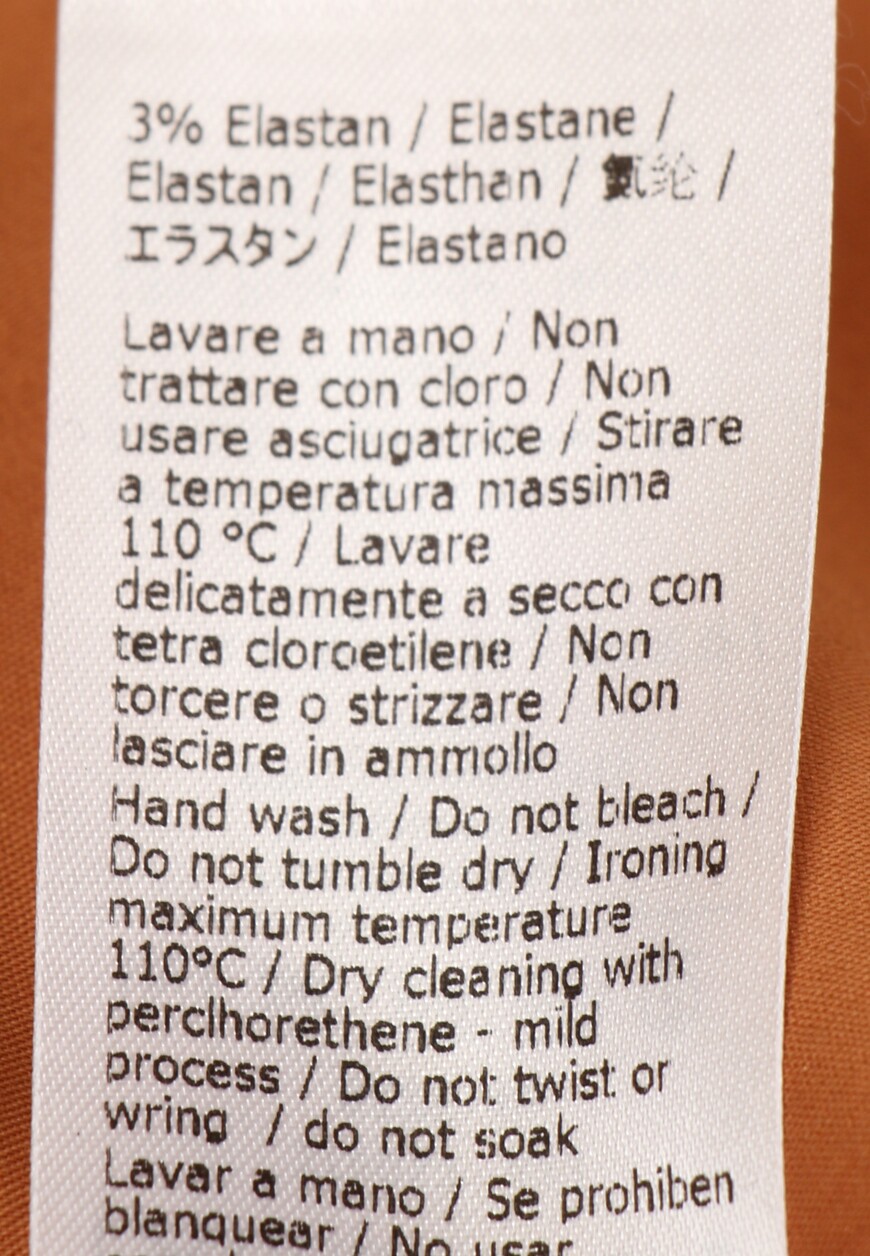 3% Elastan / Elastane /
Elastan / Elasthan / 氨纶 /
エラスタン / Elastano
Lavare a mano / Non
trattare con cloro / Non
usare asciugatrice / Stirare
a temperatura massima
110 °C / Lavare
delicatamente a secco con
tetra cloroetilene / Non
torcere o strizzare / Non
lasciare in ammollo
Hand wash / Do not bleach /
Do not tumble dry / Ironing
maximum temperature
110°C / Dry cleaning with
perclhorethene - mild
process / Do not twist or
wring / do not soak
Lavar a mano / Se prohiben
blanquear / No usar